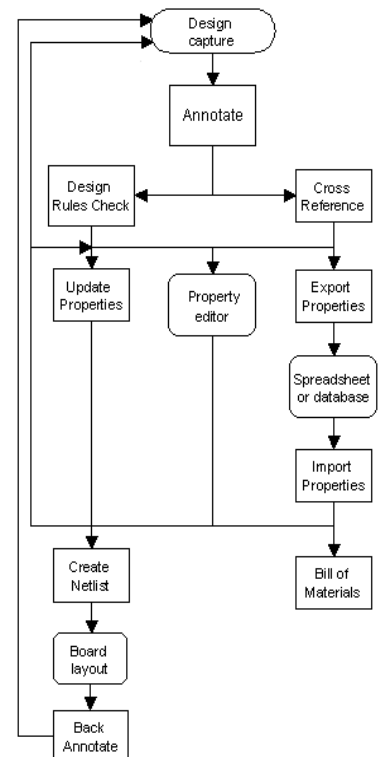 Design
capture
Annotate
Design
Rules Check
Cross
Reference
Update
Properties
Property
editor
Export
Properties
Spreadsheet
or database
Import
Properties
Create
Netlist
Bill of
Materials
Board
layout
Back
Annotate